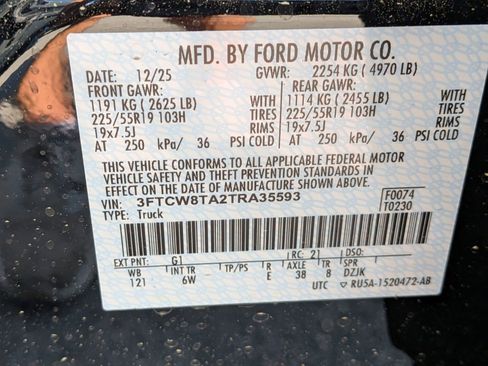 MFD. BY FORD MOTOR CO.
DATE: 12/25 GVWR: 2254 KG ( 4970 LB)
FRONT GAWR: REAR GAWR:
1191 KG ( 2625 LB) WITH 1114 KG ( 2455 LB) WITH
225/55R19 103H TIRES 225/55R19 103H TIRES
19x7.5J RIMS 19x7.5J RIMS
AT 250 kPa/ 36 PSI COLD AT 250 kPa/ 36 PSI COLD
THIS VEHICLE CONFORMS TO ALL APPLICABLE FEDERAL MOTOR
VEHICLE SAFETY AND THEFT PREVENTION STANDARDS IN
EFFECT ON THE DATE OF MANUFACTURE SHOWN ABOVE.
VIN: 3FTCW8TA2TRA35593 F0074
TYPE: Truck T0230
EXT PNT: G1 RC: 21 DSO:
WB INT TR TP/PS R AXLE TR SPR
121 6W E 38 8 DZJK
UTC RU5A-1520472-AB